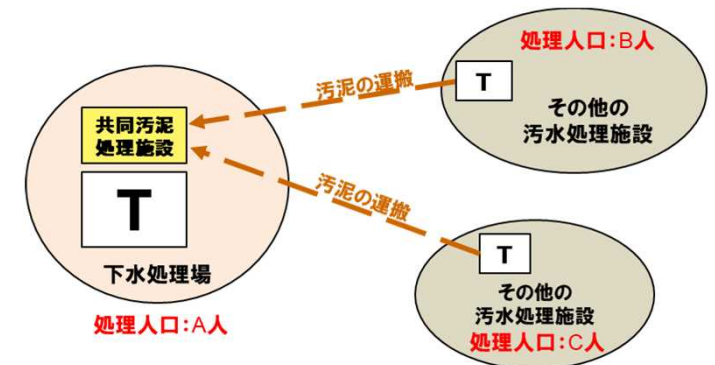 処理人口:B人
T
その他の
汚水処理施設
汚泥の運搬
共同汚泥
処理施設
T
下水処理場
処理人口:A人
汚泥の運搬
T
その他の
汚水処理施設
処理人口:C人